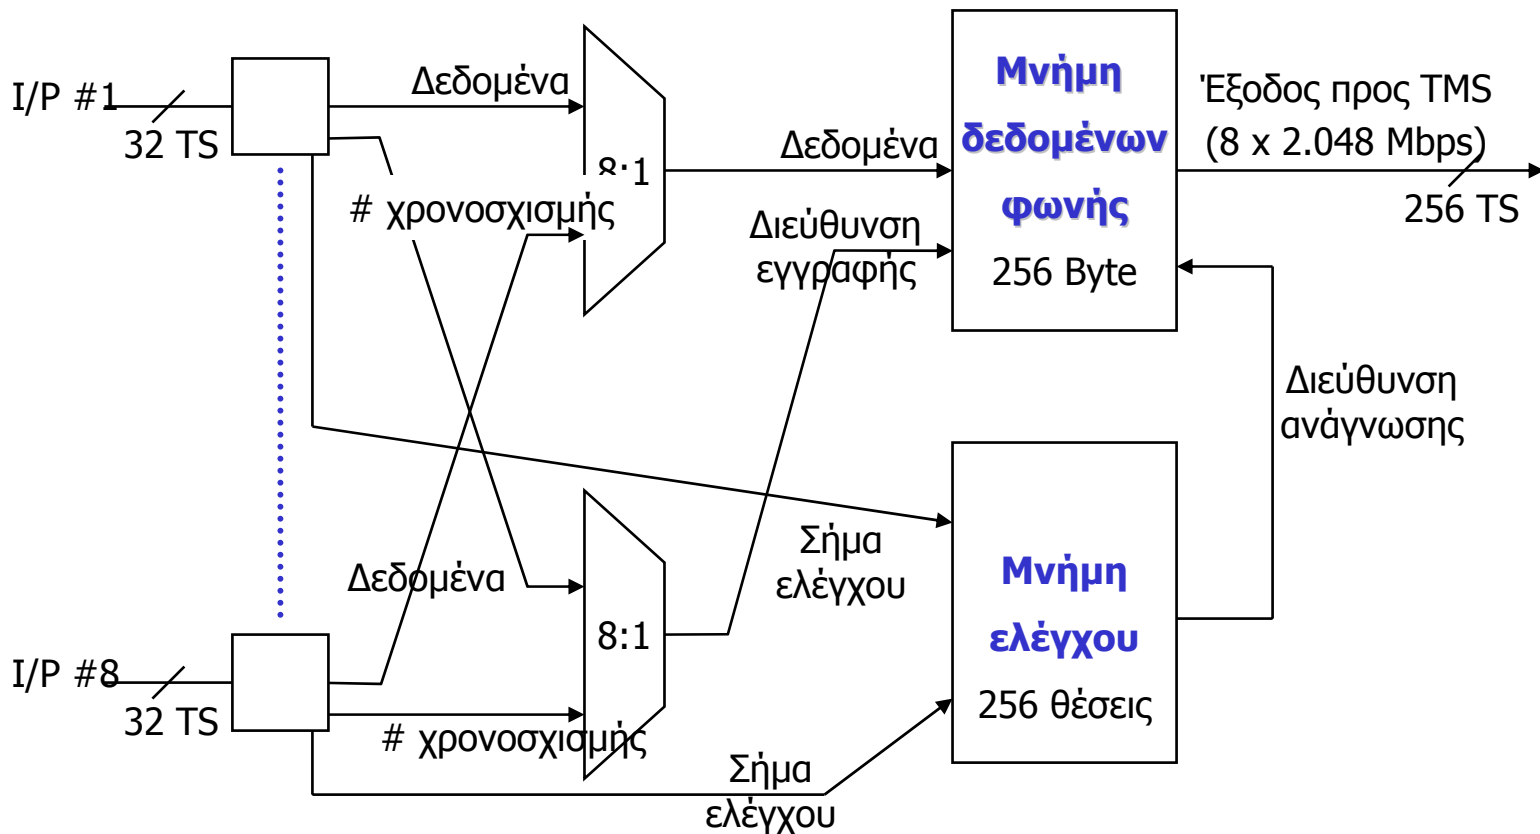 I/P #1
32 TS
Δεδομένα
# χρονοσχισμής
8:1
Δεδομένα
Διεύθυνση
εγγραφής
Μνήμη
δεδομένων
φωνής
256 Byte
Έξοδος προς TMS
(8 x 2.048 Mbps)
256 TS
Διεύθυνση
ανάγνωσης
Σήμα
ελέγχου
Μνήμη
ελέγχου
256 θέσεις
Δεδομένα
8:1
I/P #8
32 TS
# χρονοσχισμής
Σήμα
ελέγχου